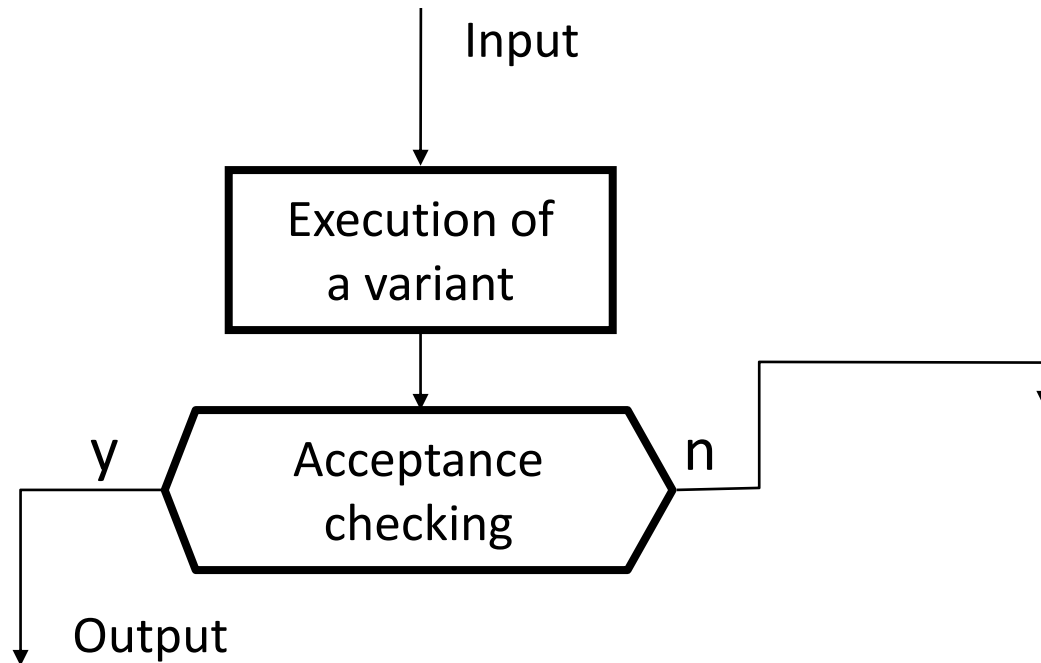 Input
Execution of
a variant
y
n
Acceptance
checking
Output